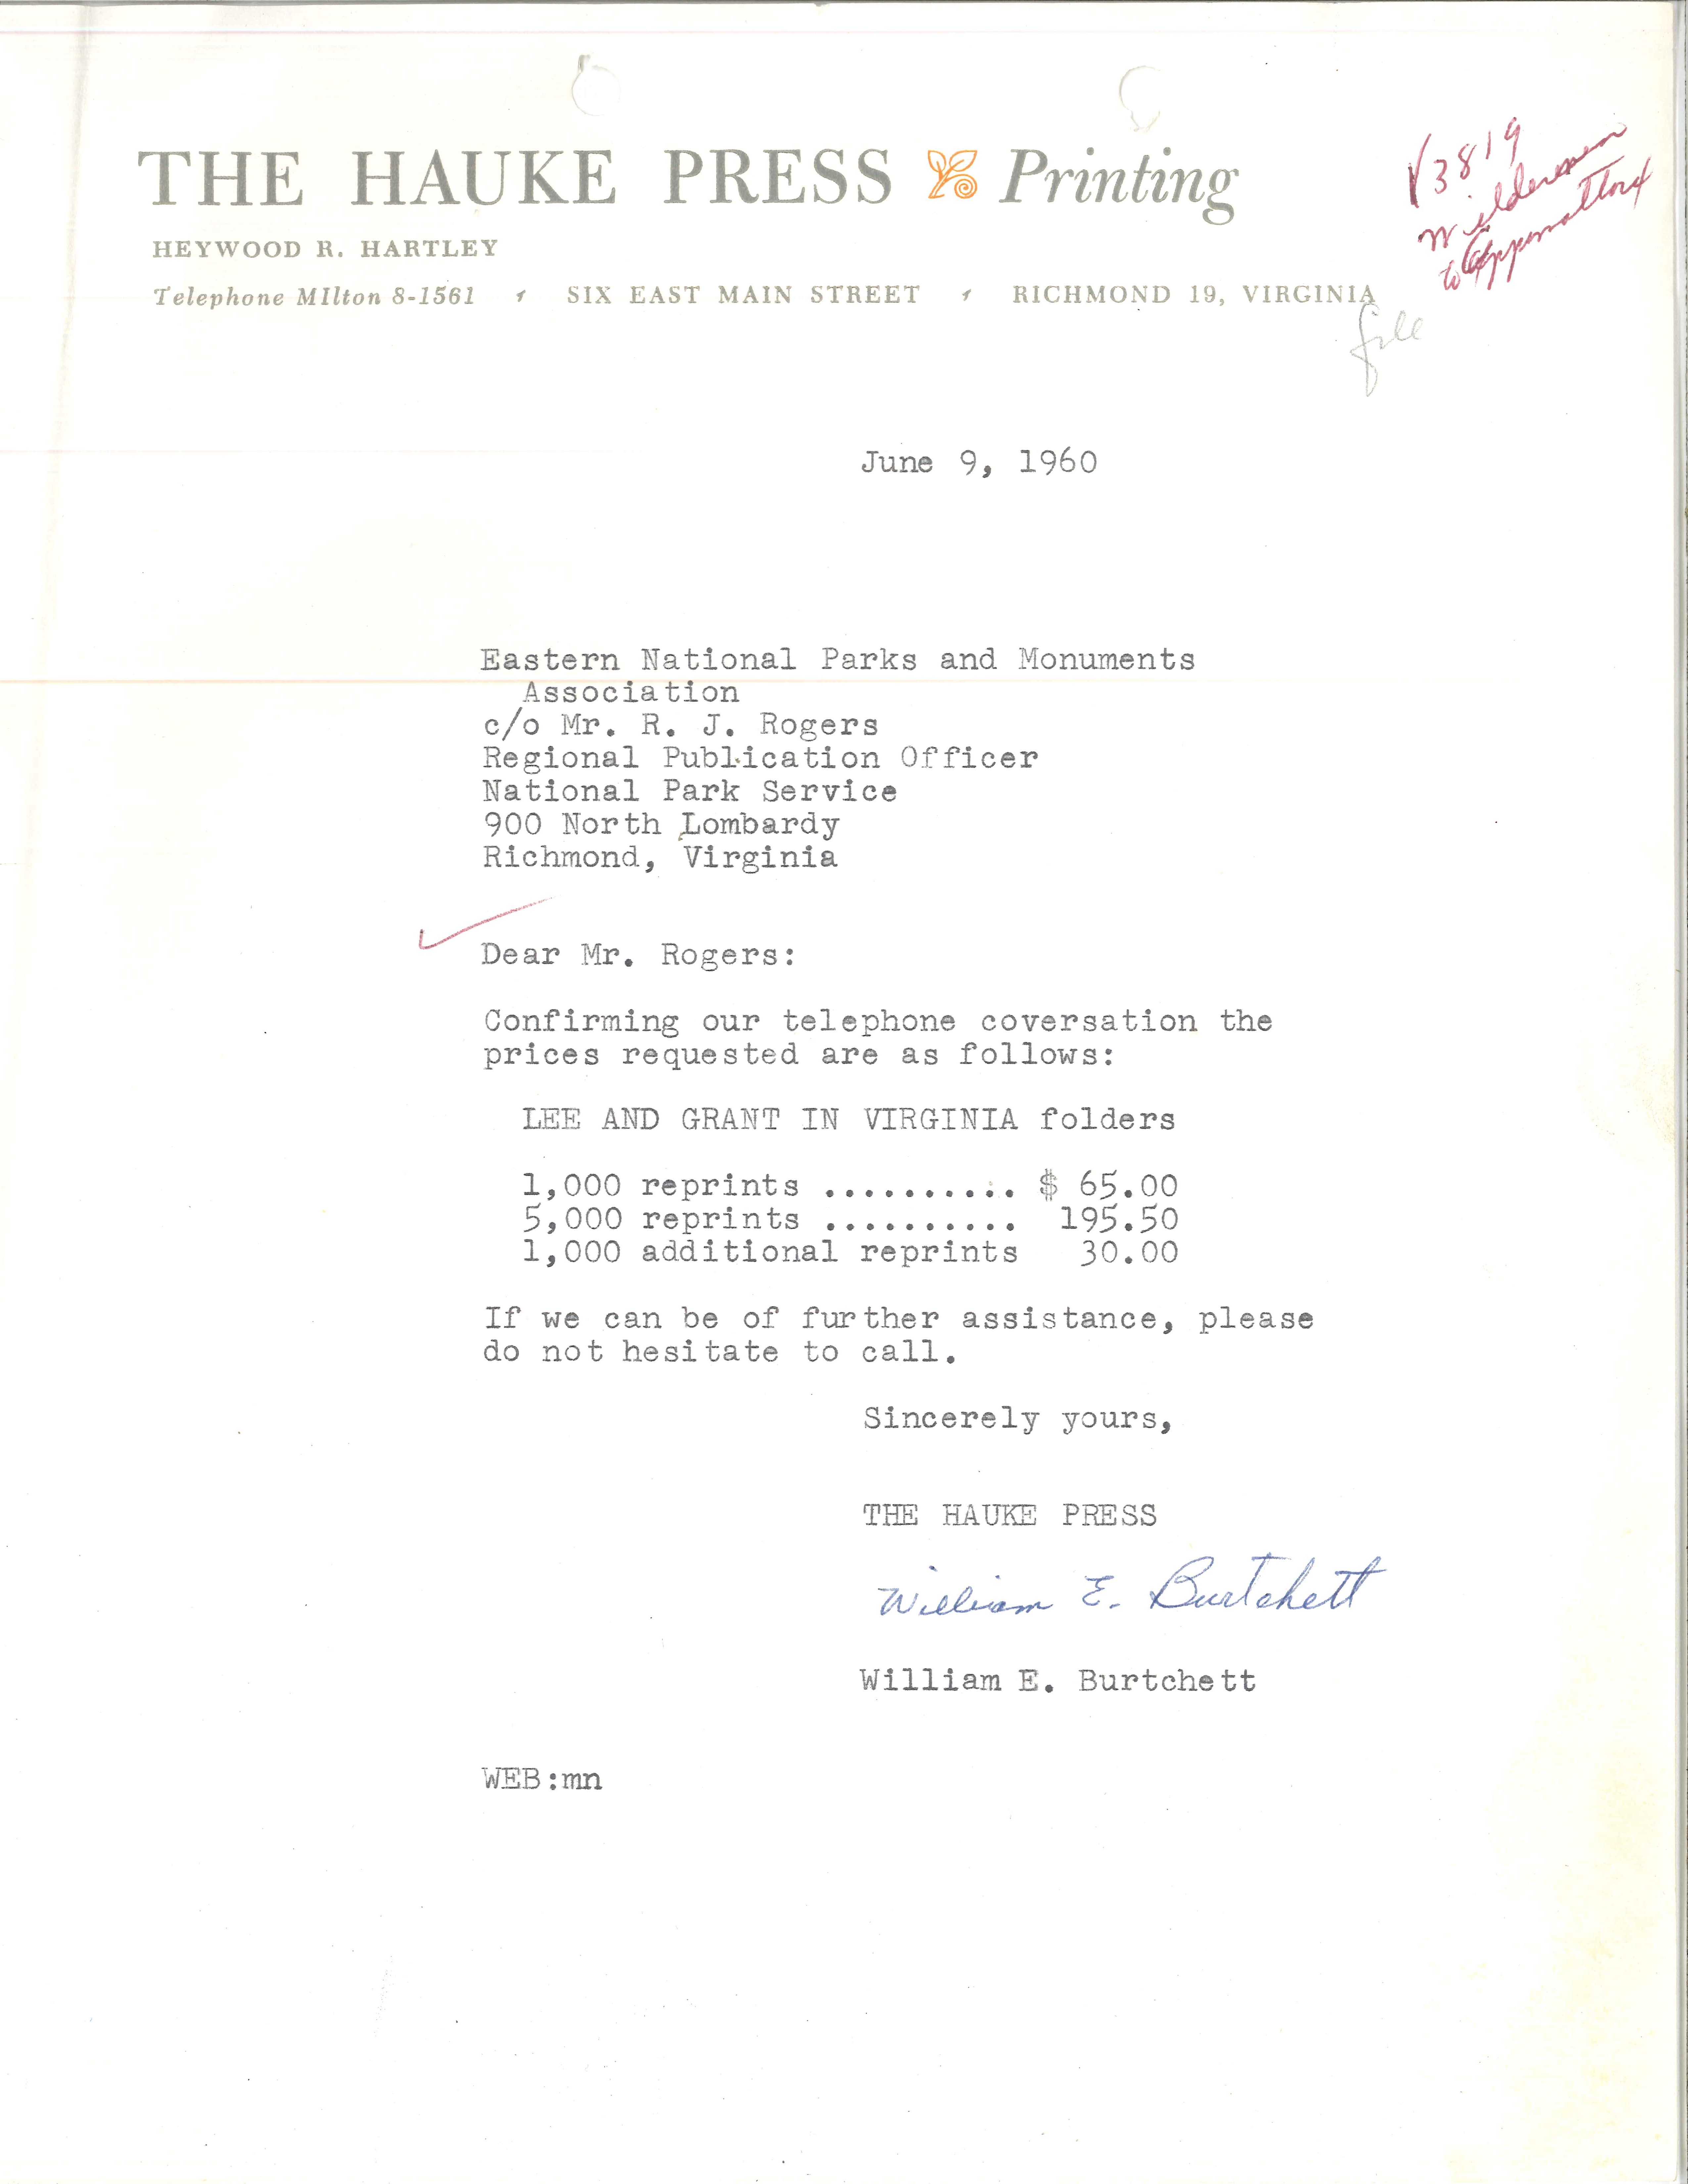 THE HAUKE PRESS Printing
HEYWOOD R. HARTLEY
Telephone MIlton 8-1561 SIX EAST MAIN STREET RICHMOND 19, VIRGINIA
V3819
Wilderness
to Appomattox
file
June 9, 1960
Eastern National Parks and Monuments
Association
c/o Mr. R. J. Rogers
Regional Publication Officer
National Park Service
900 North Lombardy
Richmond, Virginia
Dear Mr. Rogers:
Confirming our telephone coversation the
prices requested are as follows:
LEE AND GRANT IN VIRGINIA folders
1,000 reprints .......... $ 65.00
5,000 reprints .......... 195.50
1,000 additional reprints 30.00
If we can be of further assistance, please
do not hesitate to call.
Sincerely yours,
THE HAUKE PRESS
William E. Burtchett
William E. Burtchett
WEB:mn